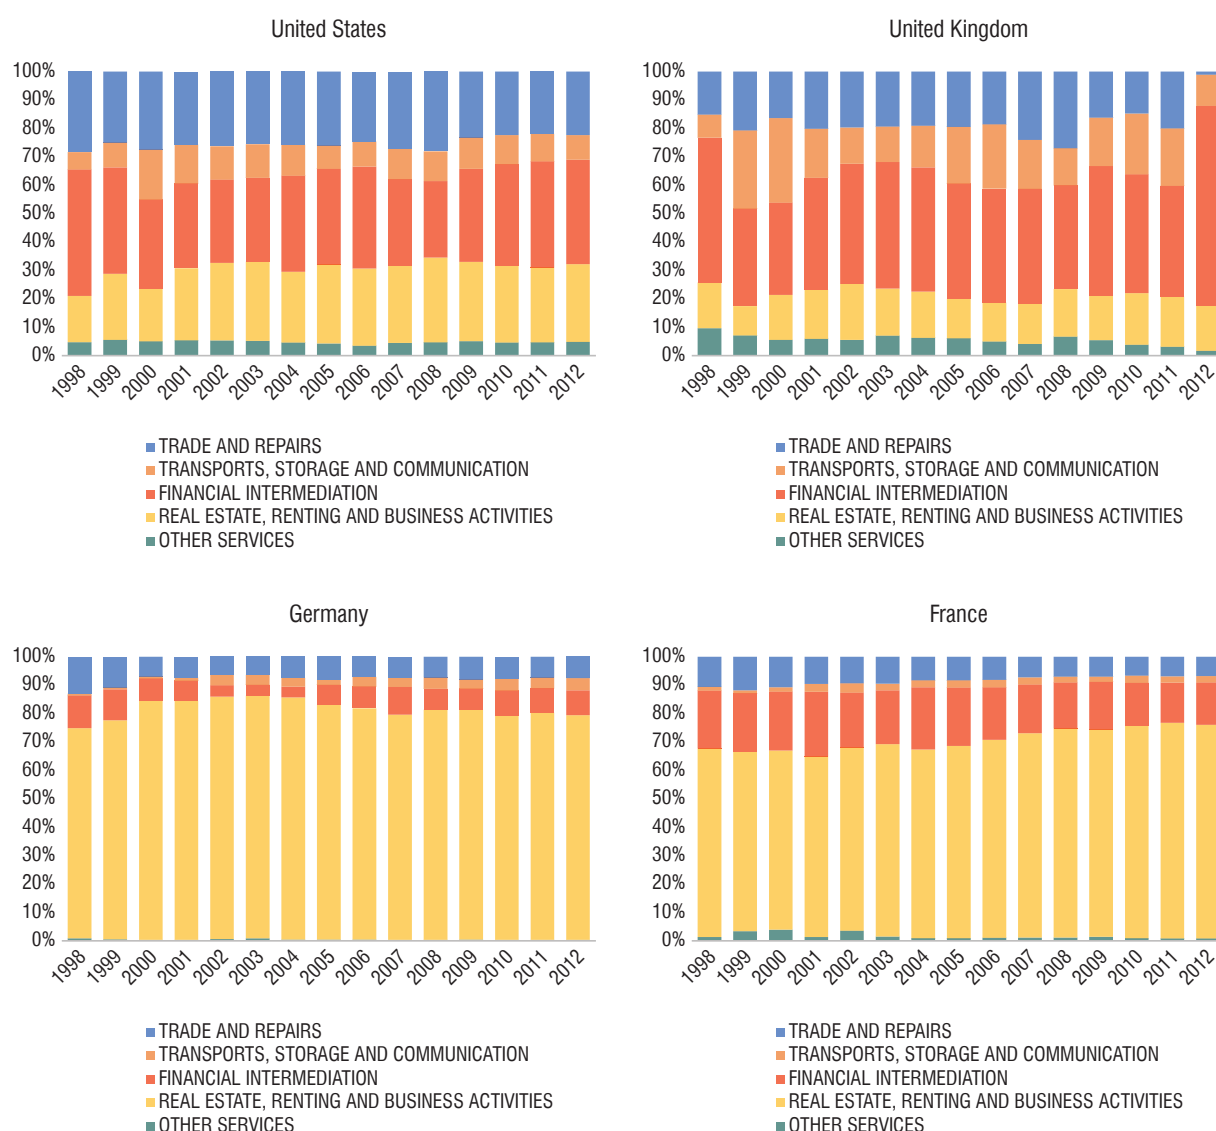 United States
100%
90%
80%
70%
60%
50%
40%
30%
20%
10%
0%
1998 1999 2000 2001 2002 2003 2004 2005 2006 2007 2008 2009 2010 2011 2012
TRADE AND REPAIRS
TRANSPORTS, STORAGE AND COMMUNICATION
FINANCIAL INTERMEDIATION
REAL ESTATE, RENTING AND BUSINESS ACTIVITIES
OTHER SERVICES
United Kingdom
100%
90%
80%
70%
60%
50%
40%
30%
20%
10%
0%
1998 1999 2000 2001 2002 2003 2004 2005 2006 2007 2008 2009 2010 2011 2012
TRADE AND REPAIRS
TRANSPORTS, STORAGE AND COMMUNICATION
FINANCIAL INTERMEDIATION
REAL ESTATE, RENTING AND BUSINESS ACTIVITIES
OTHER SERVICES
Germany
100%
90%
80%
70%
60%
50%
40%
30%
20%
10%
0%
1998 1999 2000 2001 2002 2003 2004 2005 2006 2007 2008 2009 2010 2011 2012
TRADE AND REPAIRS
TRANSPORTS, STORAGE AND COMMUNICATION
FINANCIAL INTERMEDIATION
REAL ESTATE, RENTING AND BUSINESS ACTIVITIES
OTHER SERVICES
France
100%
90%
80%
70%
60%
50%
40%
30%
20%
10%
0%
1998 1999 2000 2001 2002 2003 2004 2005 2006 2007 2008 2009 2010 2011 2012
TRADE AND REPAIRS
TRANSPORTS, STORAGE AND COMMUNICATION
FINANCIAL INTERMEDIATION
REAL ESTATE, RENTING AND BUSINESS ACTIVITIES
OTHER SERVICES